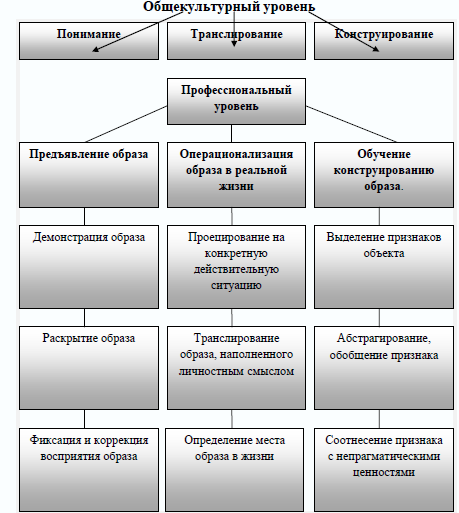 Общекультурный уровень
Понимание
Транслирование
Конструирование
Профессиональный
уровень
Предъявление образа
Операционализация
образа в реальной
жизни
Обучение
конструированию
образа.
Демонстрация образа
Проецирование на
конкретную
действительную
ситуацию
Выделение признаков
объекта
Раскрытие образа
Транслирование
образа, наполненного
личностным смыслом
Абстрагирование,
обобщение признака
Фиксация и коррекция
восприятия образа
Определение места
образа в жизни
Соотнесение признака
с непрагматическими
ценностями